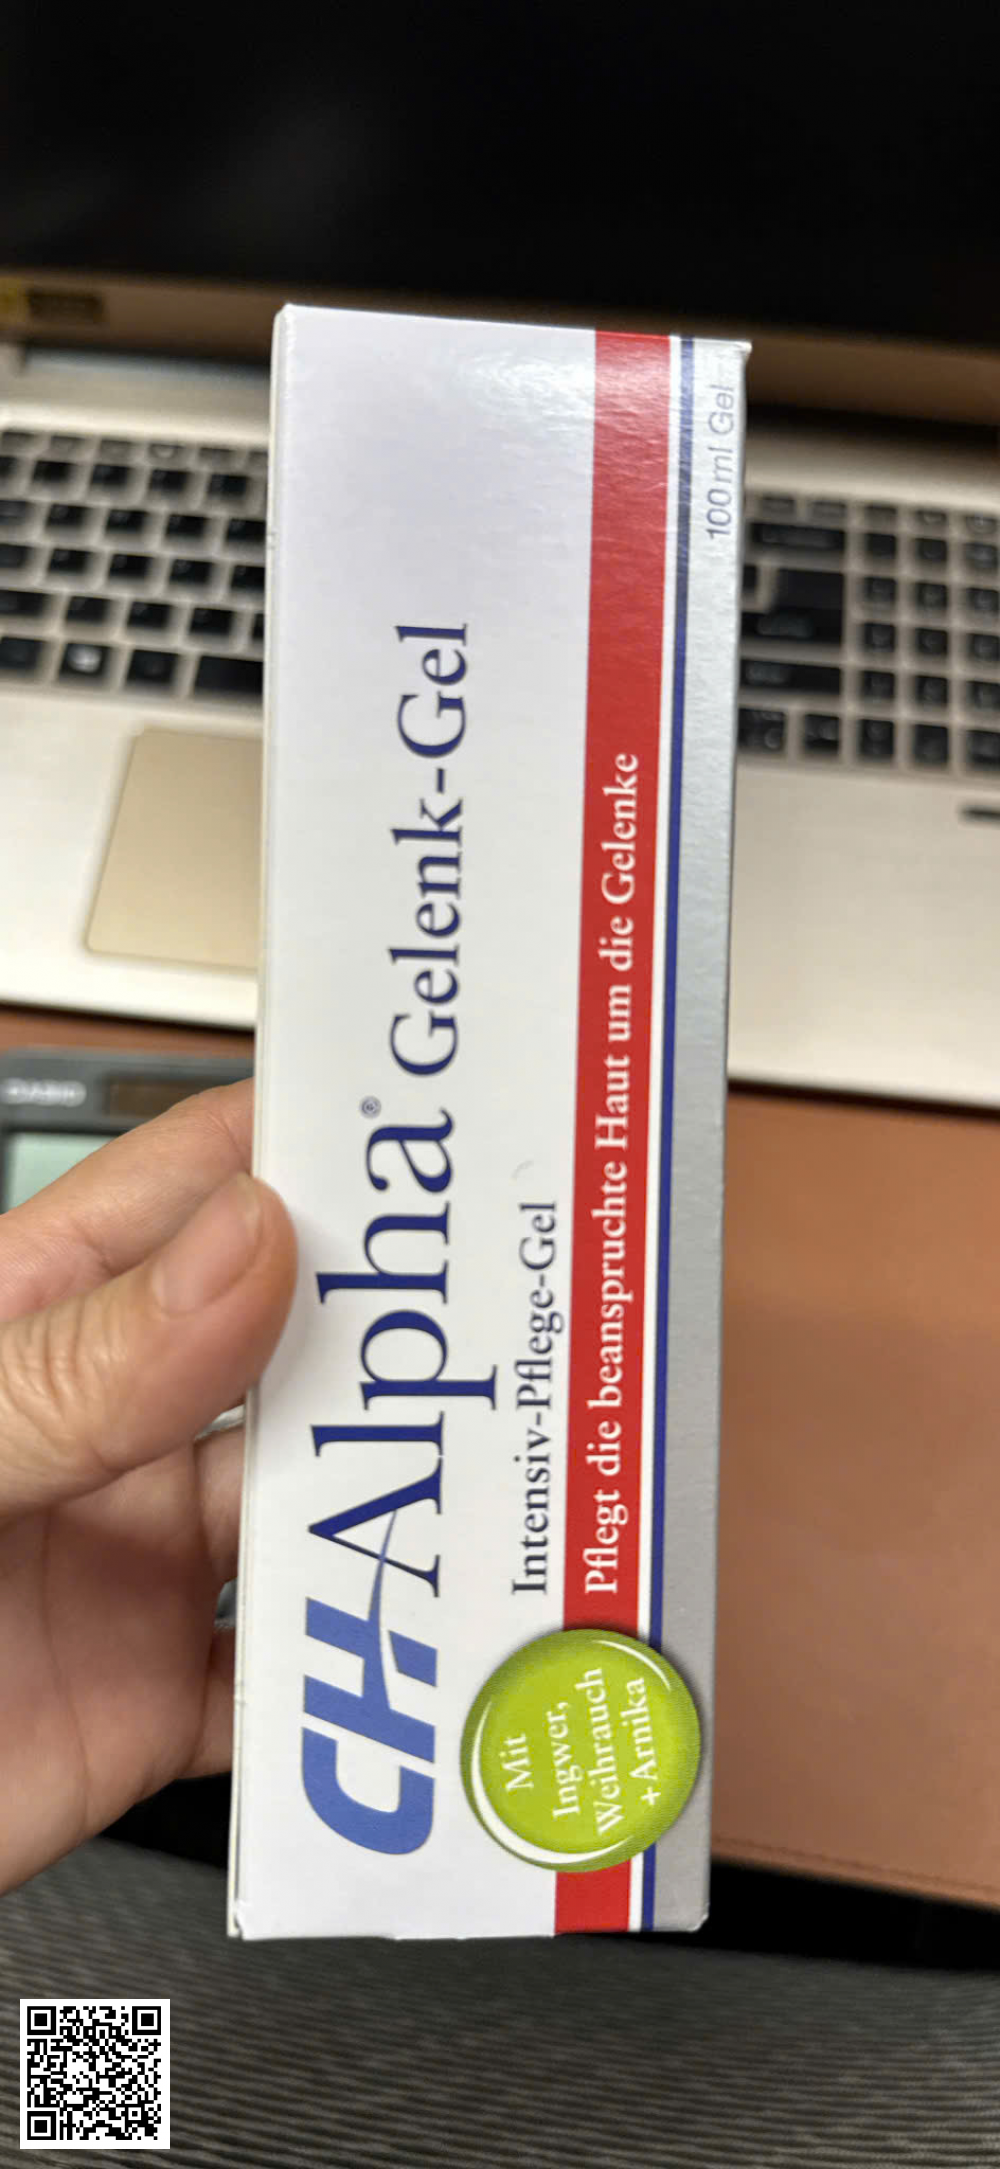 CH-Alpha® Gelenk-Gel
Intensiv-Pflege-Gel
Pflegt die beanspruchte Haut um die Gelenke
Mit
Ingwer,
Weihrauch
+ Arnika
100 ml Gel
CASIO